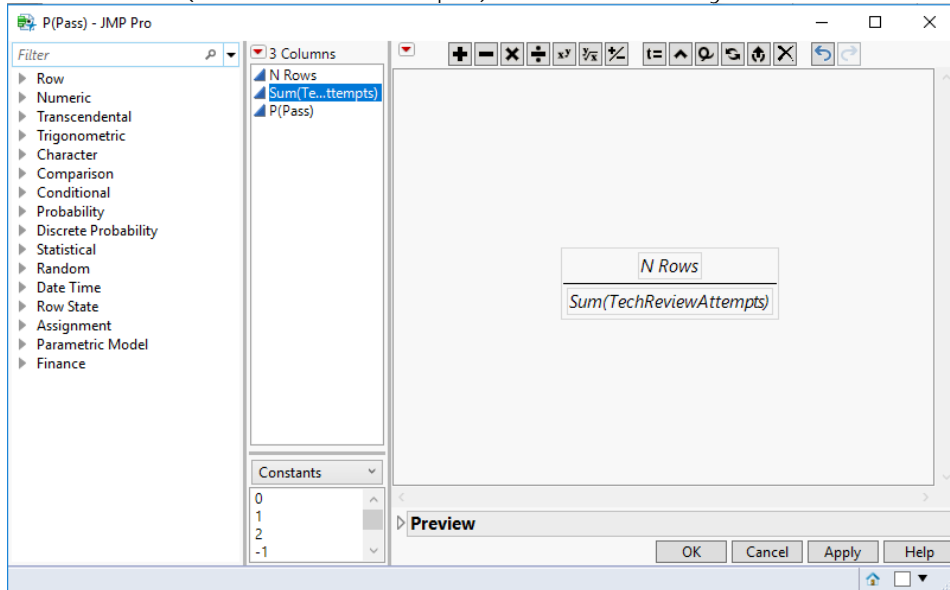 P(Pass) - JMP Pro
Filter
Row
Numeric
Transcendental
Trigonometric
Character
Comparison
Conditional
Probability
Discrete Probability
Statistical
Random
Date Time
Row State
Assignment
Parametric Model
Finance
3 Columns
N Rows
Sum(Te...ttempts)
P(Pass)
Constants
0
1
2
-1
t=
N Rows
Sum(TechReviewAttempts)
Preview
OK Cancel Apply Help